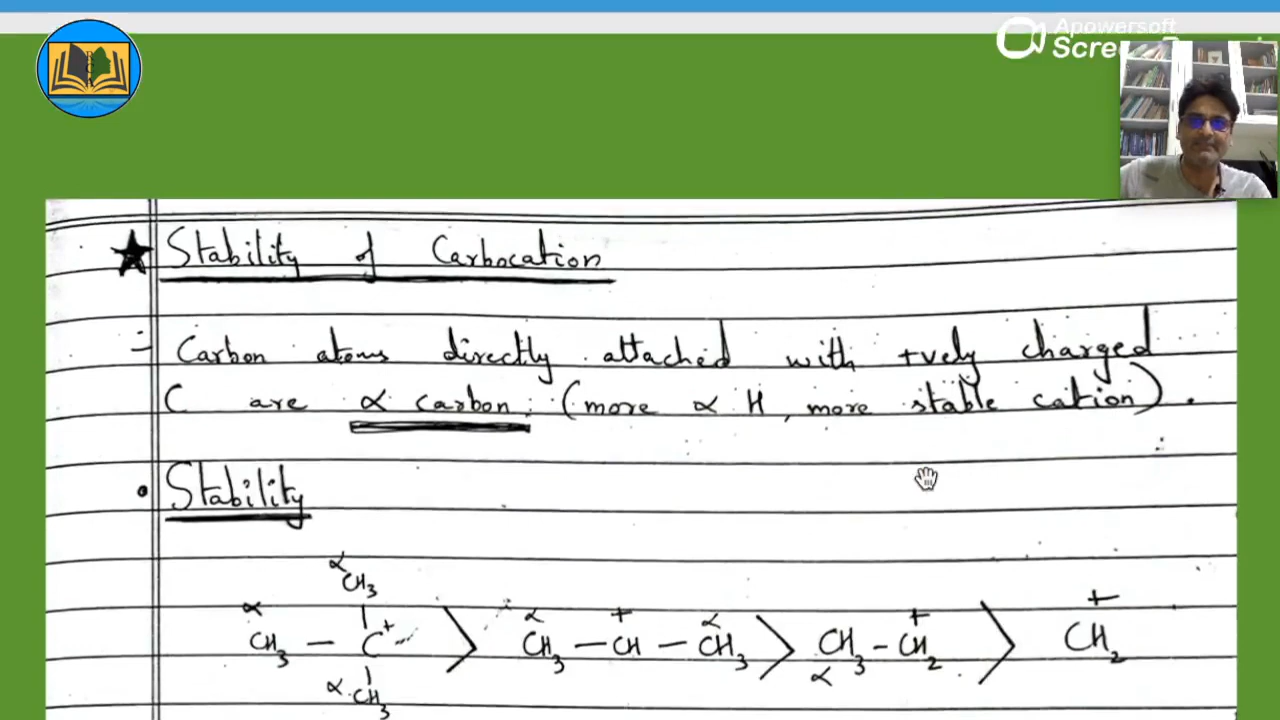 Apowersoft
Stability of Carbocation
Carbon atoms directly attached with +vely charged
C are α carbon. (more α H, more stable cation).
• Stability
α CH3
α CH3 – C+ > α CH3 – CH+ – CH3 α > CH3 α – CH2+ > CH2+
α CH3